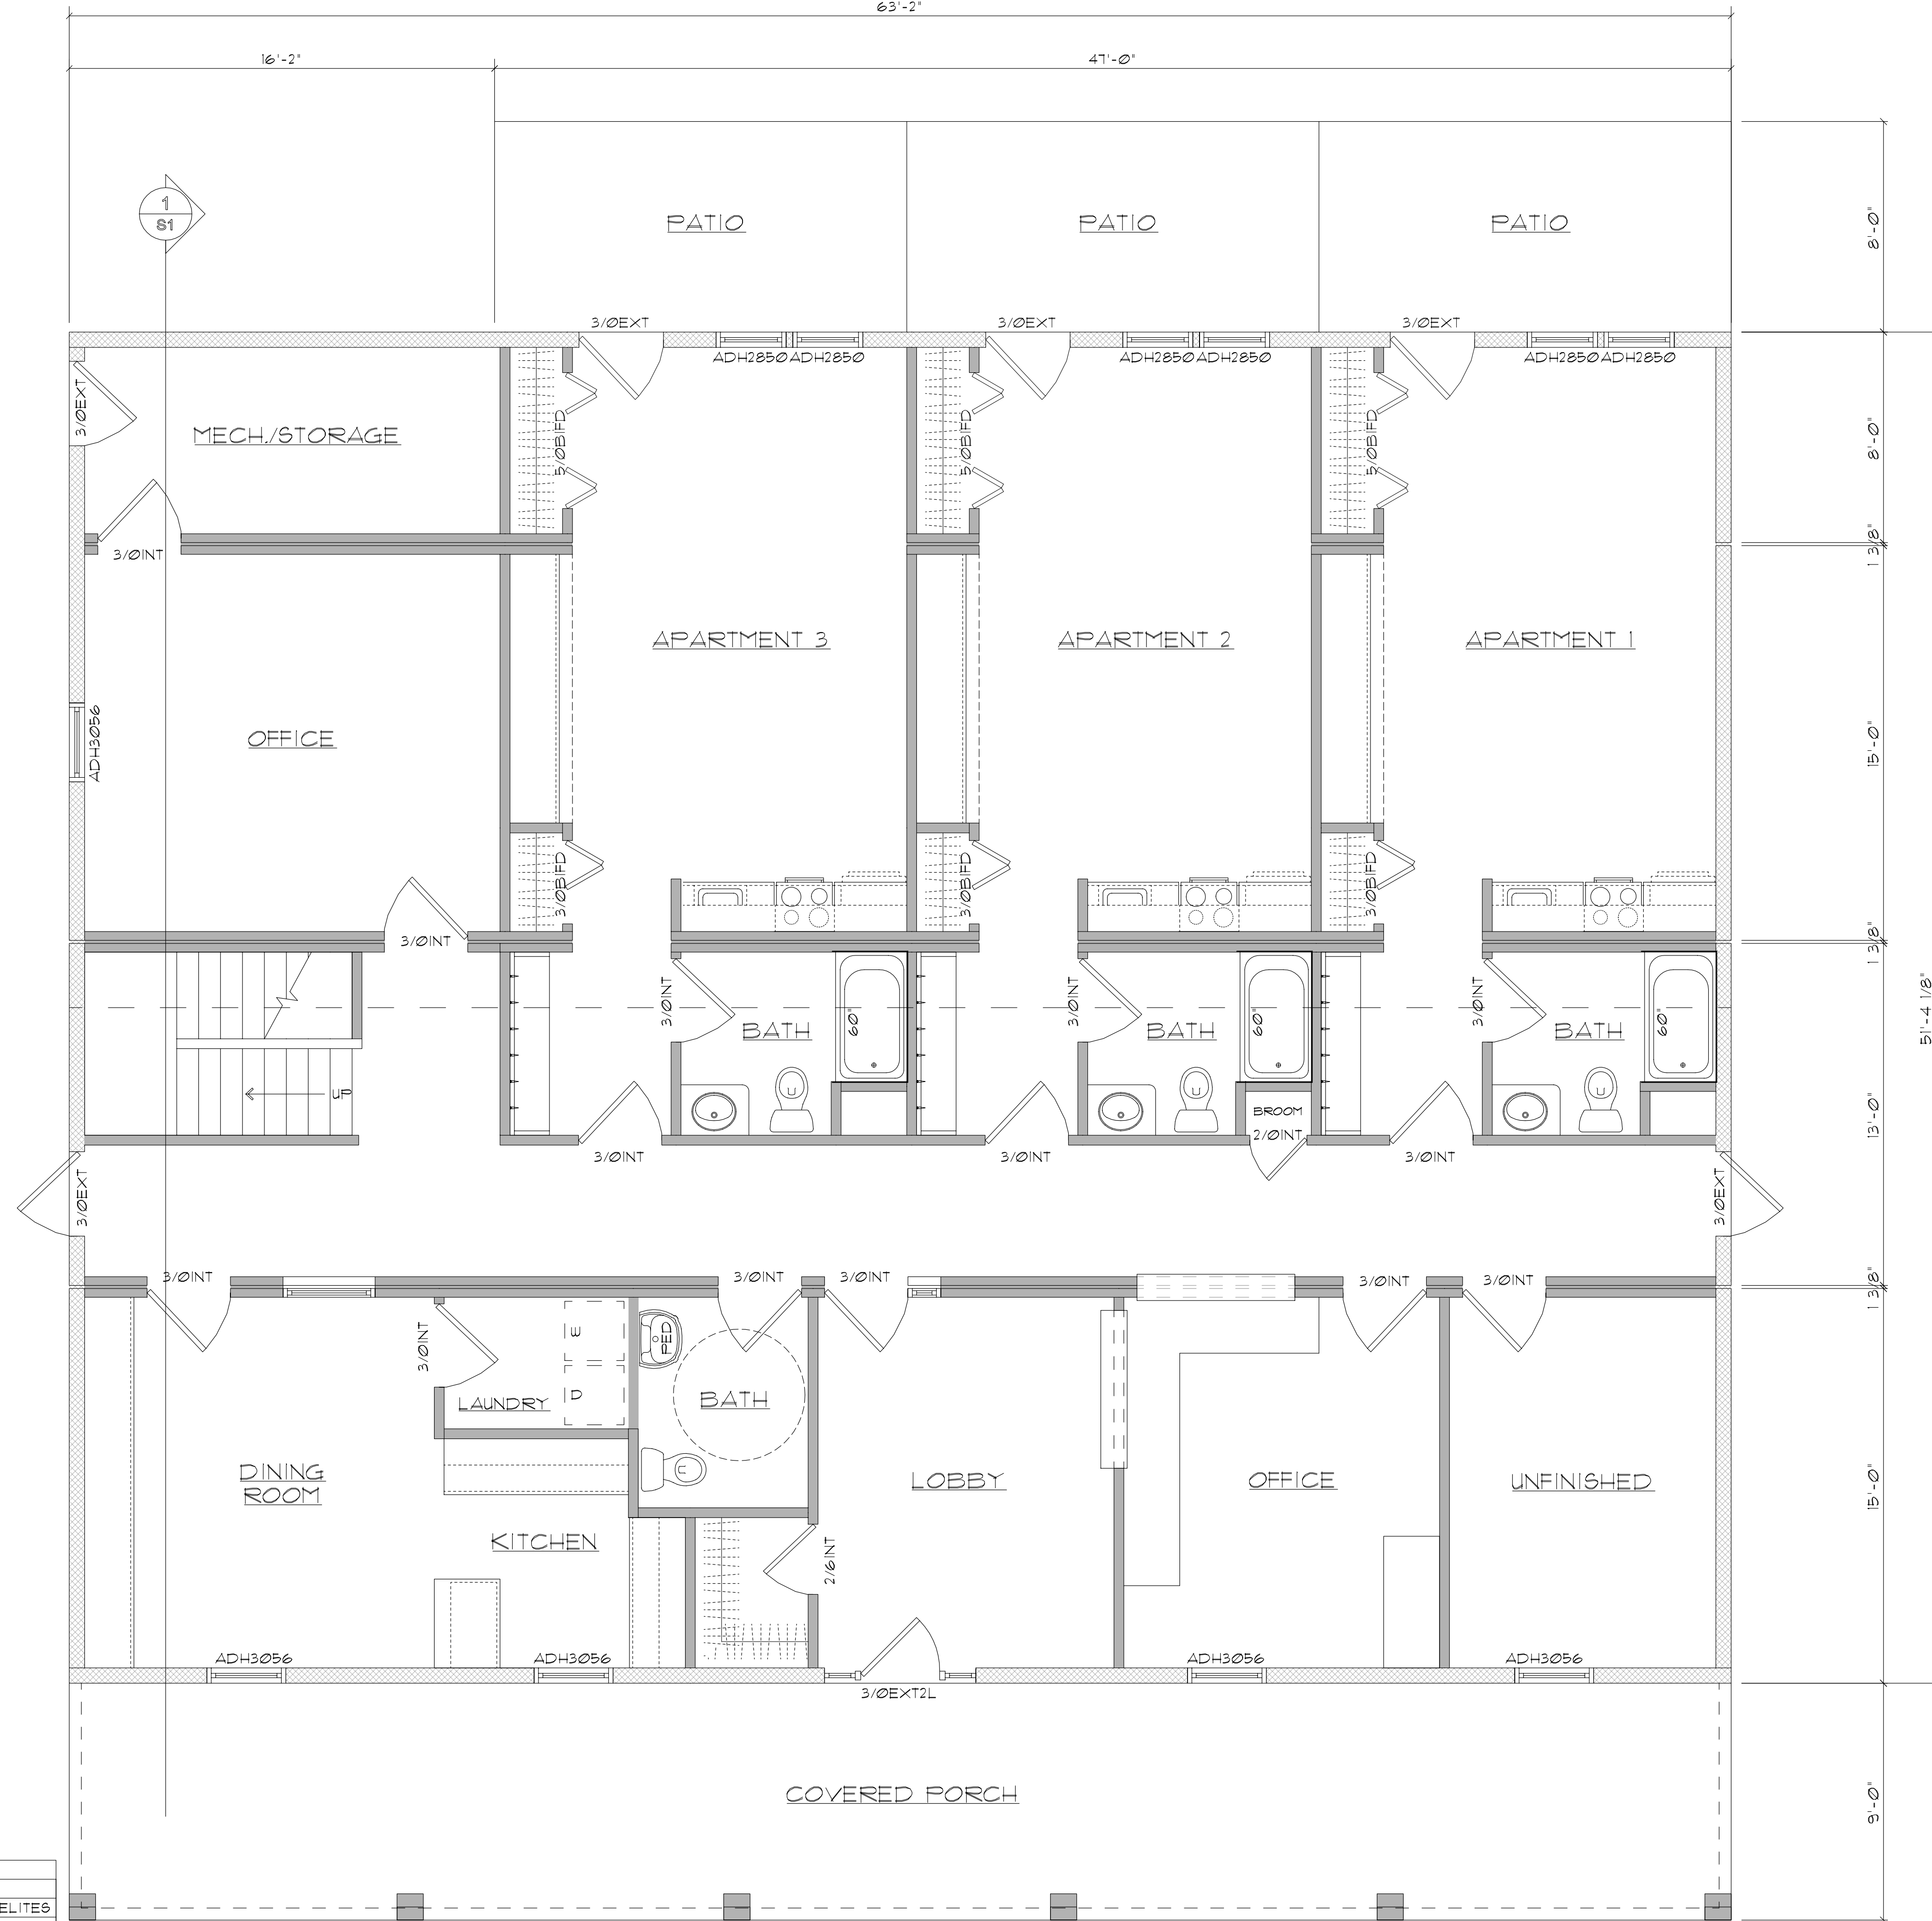 63'-2"
16'-2"
47'-0"
1
S1
PATIO
PATIO
PATIO
8'-0"
3/0EXT
3/0EXT
3/0EXT
ADH2850 ADH2850
ADH2850 ADH2850
ADH2850 ADH2850
3/0EXT
MECH./STORAGE
5/0BIFD
5/0BIFD
5/0BIFD
8'-0"
3/0INT
1 3/8"
APARTMENT 3
APARTMENT 2
APARTMENT 1
ADH3056
OFFICE
15'-0"
3/0BIFD
3/0BIFD
3/0BIFD
3/0INT
1 3/8"
3/0INT
BATH
60"
3/0INT
BATH
60"
3/0INT
BATH
60"
51'-4 1/8"
UP
BROOM
2/0INT
13'-0"
3/0INT
3/0INT
3/0INT
3/0EXT
3/0EXT
3/0INT
3/0INT
3/0INT
3/0INT
3/0INT
1 3/8"
3/0INT
W
D
LAUNDRY
PED
BATH
DINING
ROOM
KITCHEN
LOBBY
OFFICE
UNFINISHED
15'-0"
2/6INT
ADH3056
ADH3056
ADH3056
ADH3056
3/0EXT2L
COVERED PORCH
9'-0"
ELITES